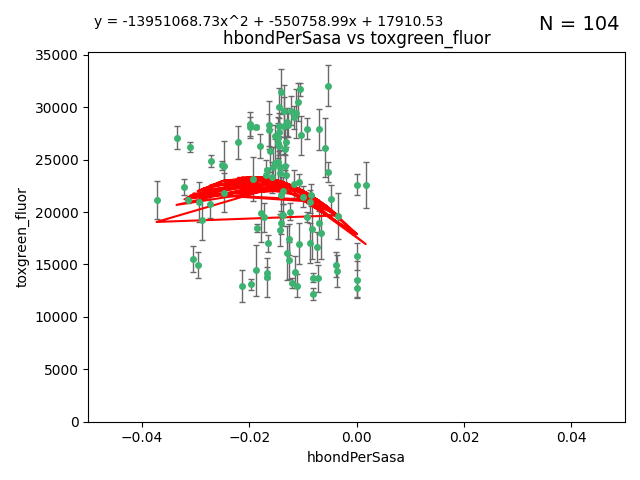 y = -13951068.73x^2 + -550758.99x + 17910.53
N = 104
hbondPerSasa vs toxgreen_fluor
35000
30000
25000
20000
15000
10000
5000
0
toxgreen_fluor
−0.04 −0.02 0.00 0.02 0.04
hbondPerSasa